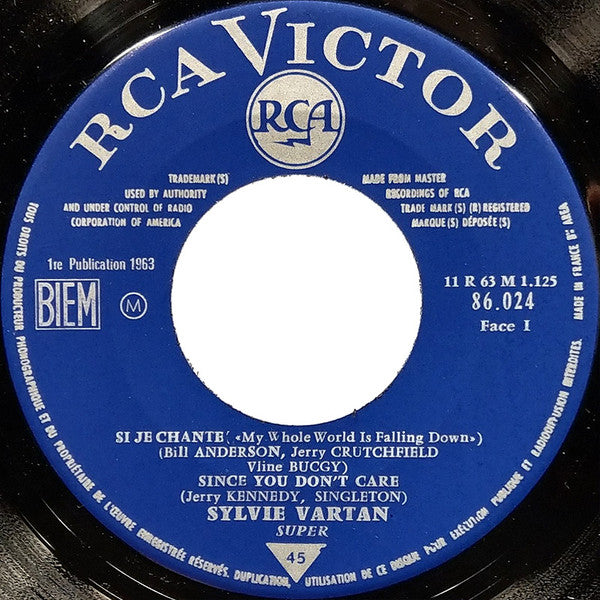 RCA VICTOR
RCA
TRADEMARK(S)
USED BY AUTHORITY
AND UNDER CONTROL OF RADIO
CORPORATION OF AMERICA
MADE FROM MASTER
RECORDINGS OF RCA
TRADE MARK(S) (R) REGISTERED
MARQUE(S) DÉPOSÉE(S)
1re Publication 1963
BIEM
M
11 R 63 M 1.125
86.024
Face 1
SI JE CHANTE («My Whole World Is Falling Down»)
(Bill ANDERSON, Jerry CRUTCHFIELD
Vline BUGGY)
SINCE YOU DON'T CARE
(Jerry KENNEDY, SINGLETON)
SYLVIE VARTAN
SUPER
45
TOUS DROITS DU PRODUCTEUR PHONOGRAPHIQUE ET DU PROPRIÉTAIRE DE L'ŒUVRE ENREGISTRÉE RÉSERVÉS. DUPLICATION, UTILISATION DE CE DISQUE POUR EXÉCUTION PUBLIQUE ET RADIODIFFUSION INTERDITES. MADE IN FRANCE By AREA